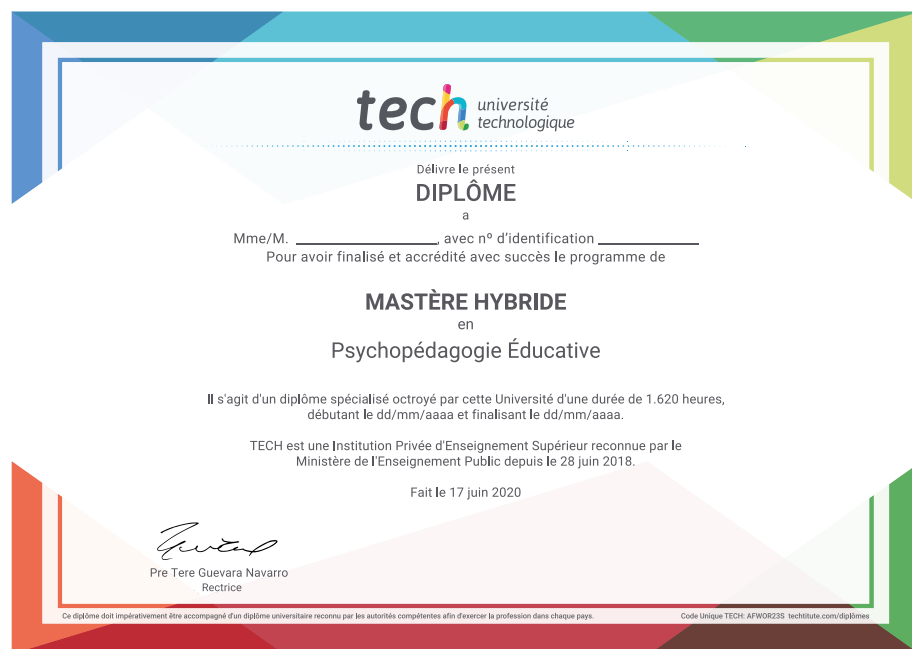 tech université
technologique
Délivre le présent
DIPLÔME
a
Mme/M. ____________, avec nº d'identification ____________
Pour avoir finalisé et accrédité avec succès le programme de
MASTÈRE HYBRIDE
en
Psychopédagogie Éducative
Il s'agit d'un diplôme spécialisé octroyé par cette Université d'une durée de 1.620 heures,
débutant le dd/mm/aaaa et finalisant le dd/mm/aaaa.
TECH est une Institution Privée d'Enseignement Supérieur reconnue par le
Ministère de l'Enseignement Public depuis le 28 juin 2018.
Fait le 17 juin 2020
Pre Tere Guevara Navarro
Rectrice
Ce diplôme doit impérativement être accompagné d'un diplôme universitaire reconnu par les autorités compétentes afin d'exercer la profession dans chaque pays.
Code Unique TECH: AFWOR23S techtitute.com/diplômes